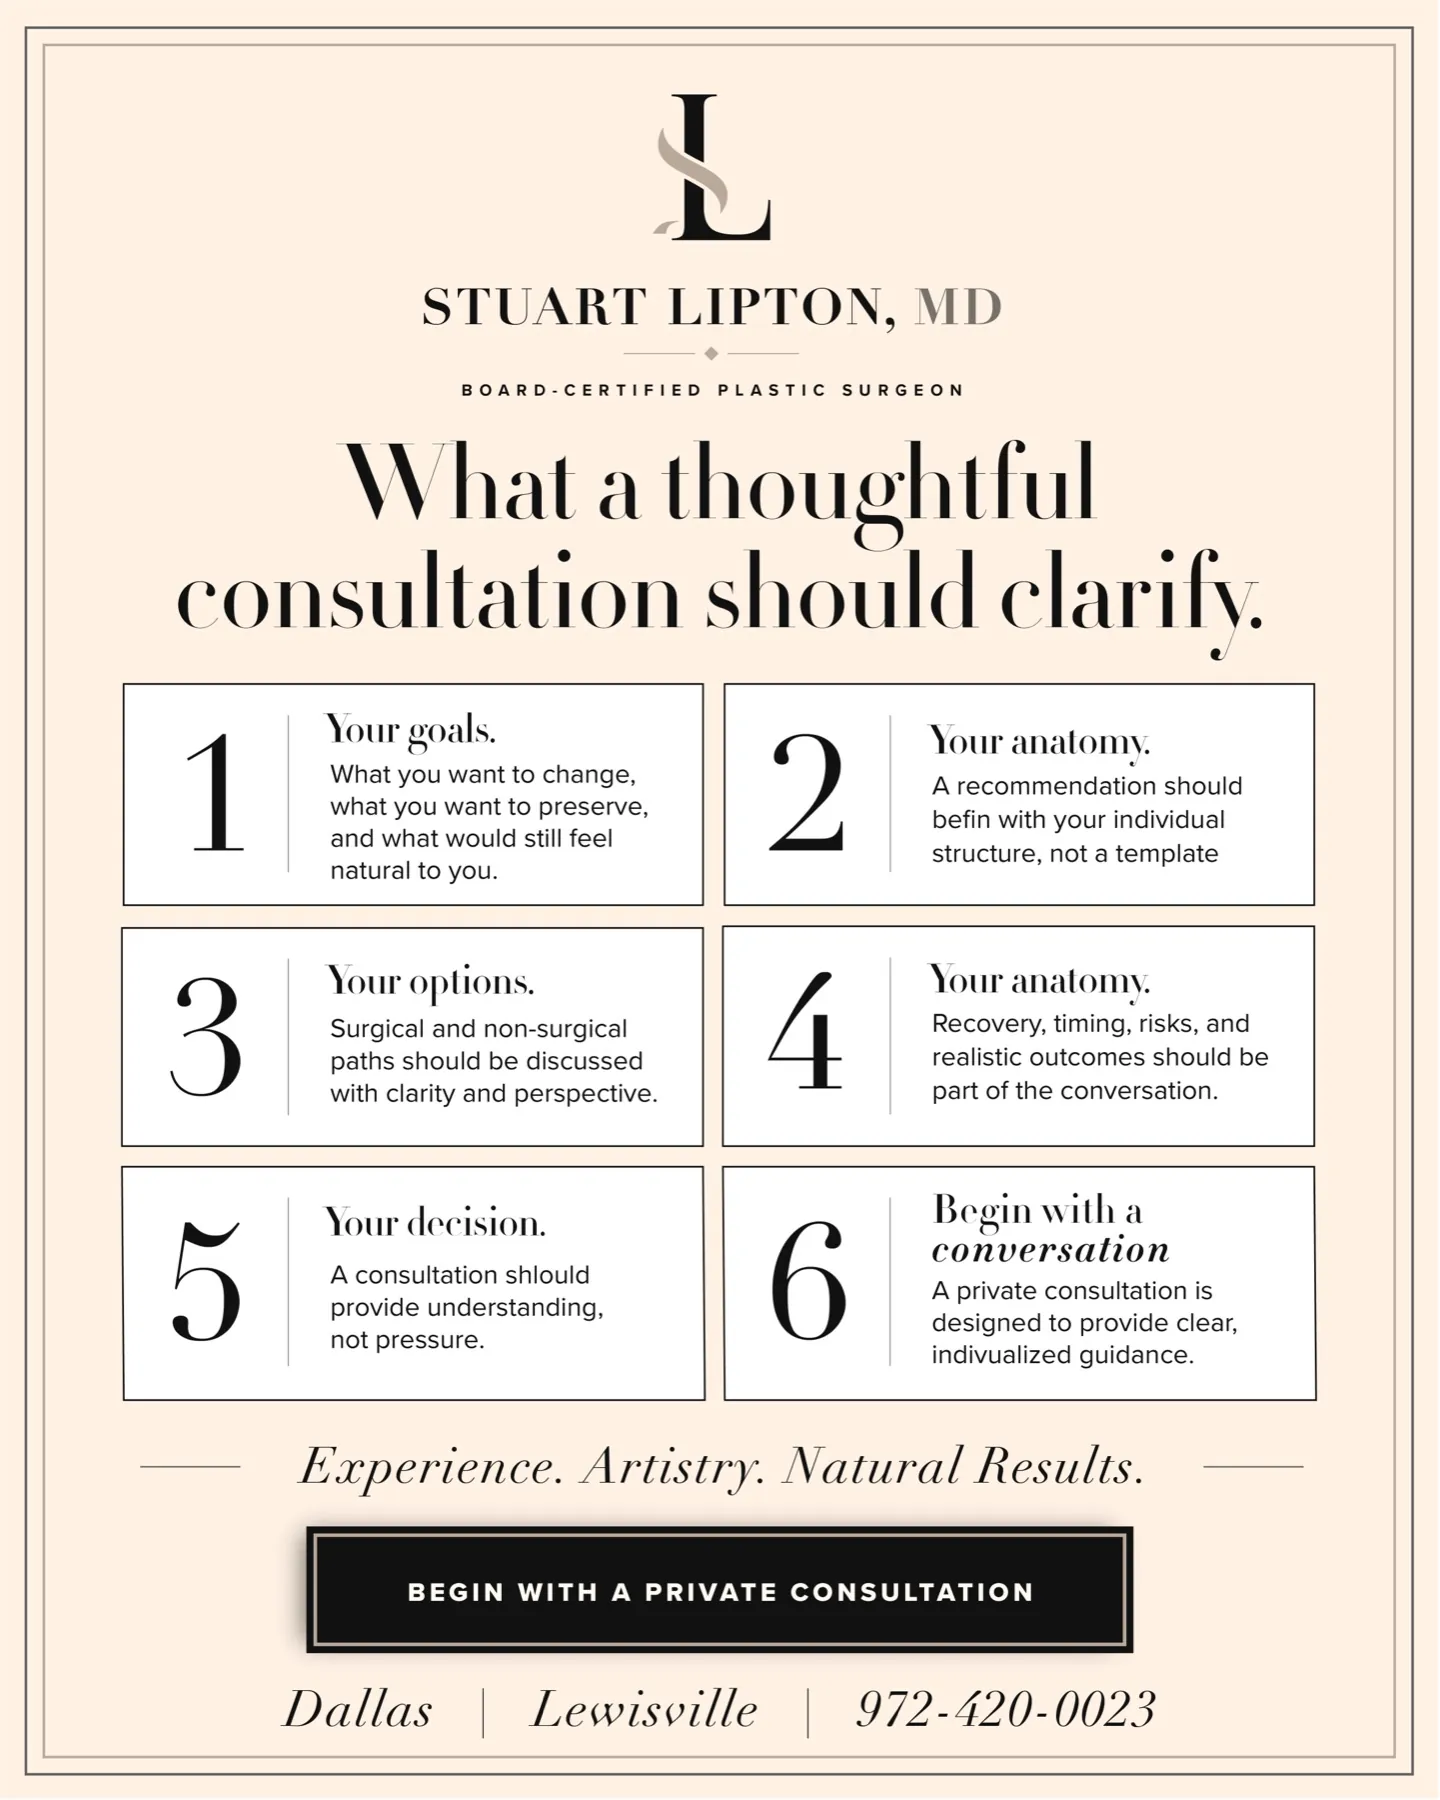 SL
STUART LIPTON, MD
BOARD-CERTIFIED PLASTIC SURGEON
What a thoughtful
consultation should clarify.
1
Your goals.
What you want to change,
what you want to preserve,
and what would still feel
natural to you.
2
Your anatomy.
A recommendation should
befin with your individual
structure, not a template
3
Your options.
Surgical and non-surgical
paths should be discussed
with clarity and perspective.
4
Your anatomy.
Recovery, timing, risks, and
realistic outcomes should be
part of the conversation.
5
Your decision.
A consultation shlould
provide understanding,
not pressure.
6
Begin with a
conversation
A private consultation is
designed to provide clear,
indivualized guidance.
Experience. Artistry. Natural Results.
BEGIN WITH A PRIVATE CONSULTATION
Dallas | Lewisville | 972-420-0023